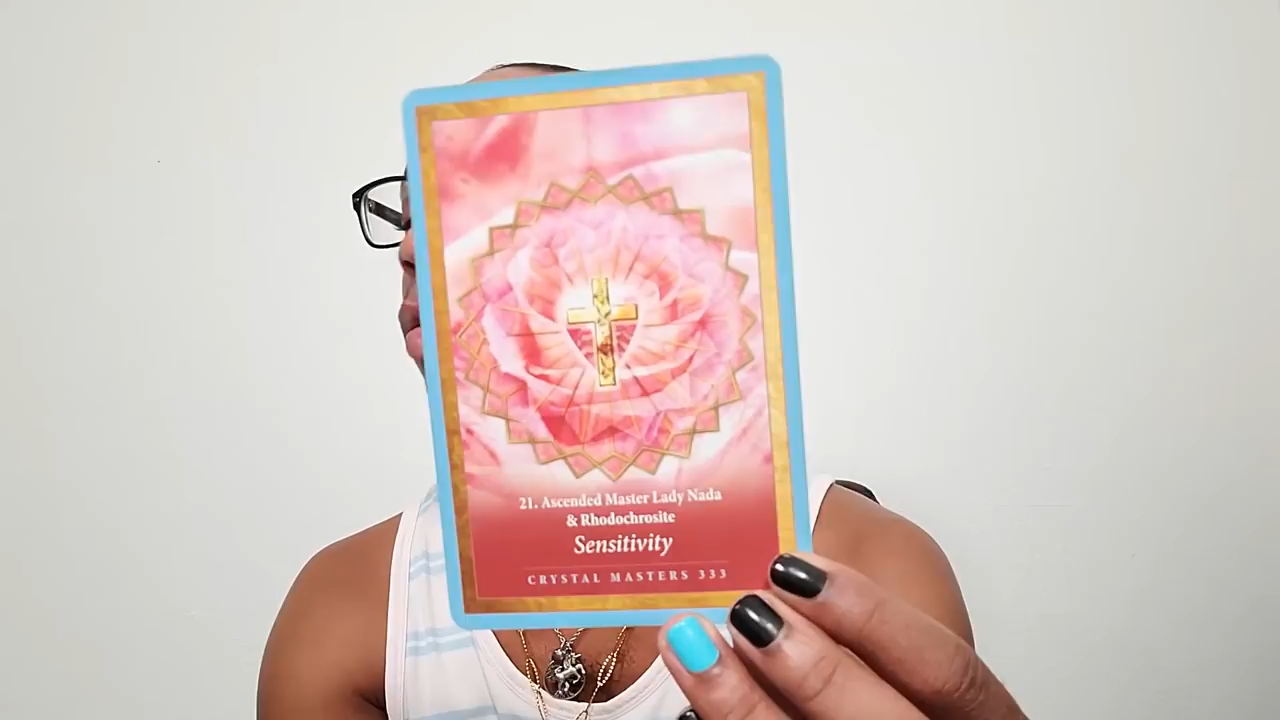 21. Ascended Master Lady Nada
& Rhodochrosite
Sensitivity
CRYSTAL MASTERS 333